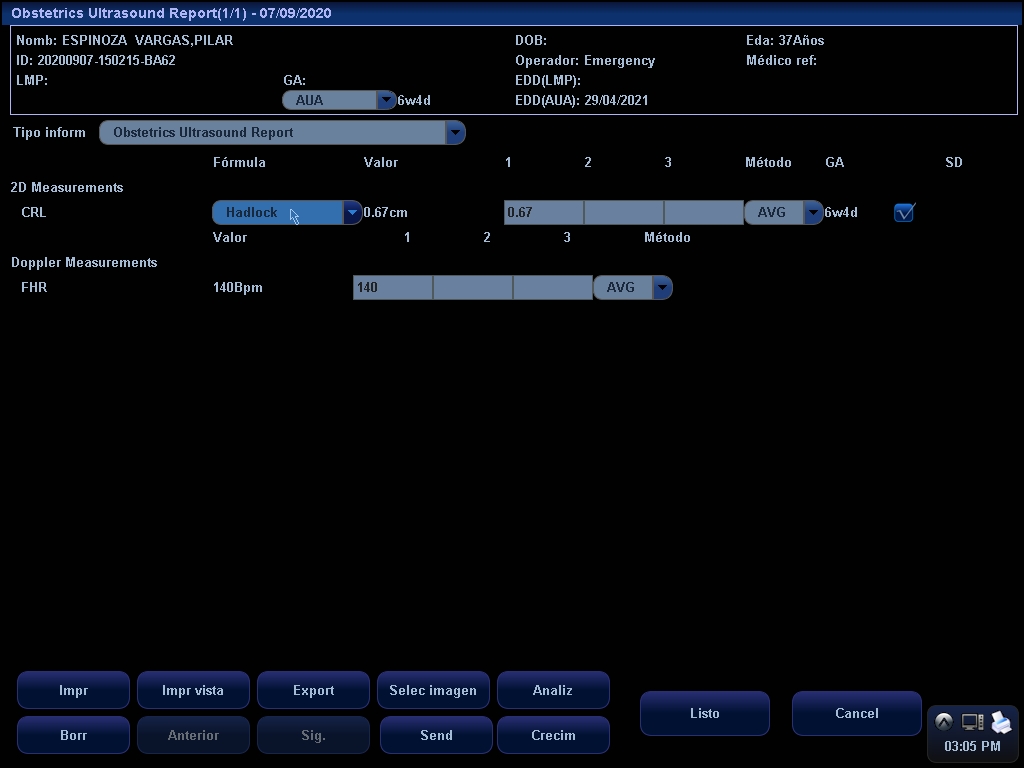 Obstetrics Ultrasound Report(1/1) - 07/09/2020
Nomb: ESPINOZA VARGAS,PILAR DOB: Eda: 37Años
ID: 20200907-150215-BA62 Operador: Emergency Médico ref:
LMP: GA: EDD(LMP):
AUA 6w4d EDD(AUA): 29/04/2021
Tipo inform Obstetrics Ultrasound Report
Fórmula Valor 1 2 3 Método GA SD
2D Measurements
CRL Hadlock 0.67cm 0.67 AVG 6w4d
Valor 1 2 3 Método
Doppler Measurements
FHR 140Bpm 140 AVG
Impr Impr vista Export Selec imagen Analiz
Listo Cancel
Borr Anterior Sig. Send Crecim
03:05 PM